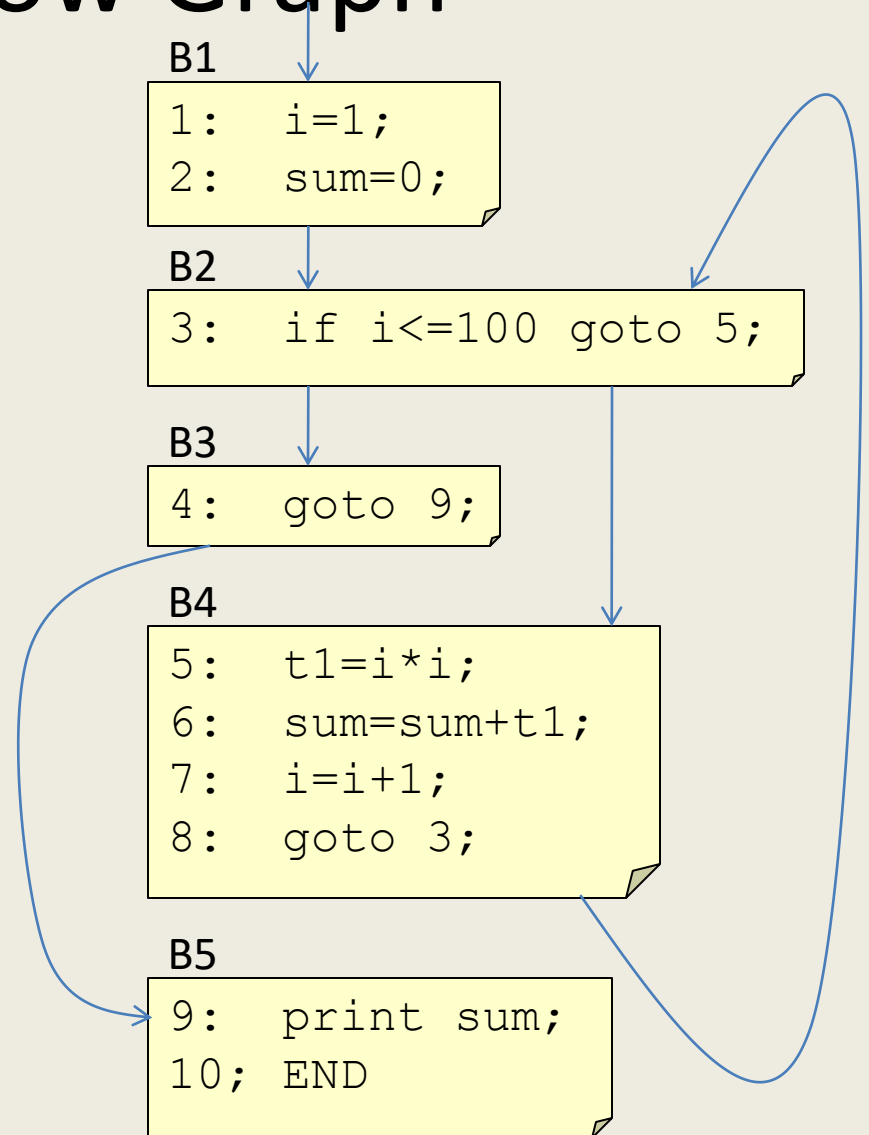 Graph
B1
1: i=1;
2: sum=0;
B2
3: if i<=100 goto 5;
B3
4: goto 9;
B4
5: t1=i*i;
6: sum=sum+t1;
7: i=i+1;
8: goto 3;
B5
9: print sum;
10; END